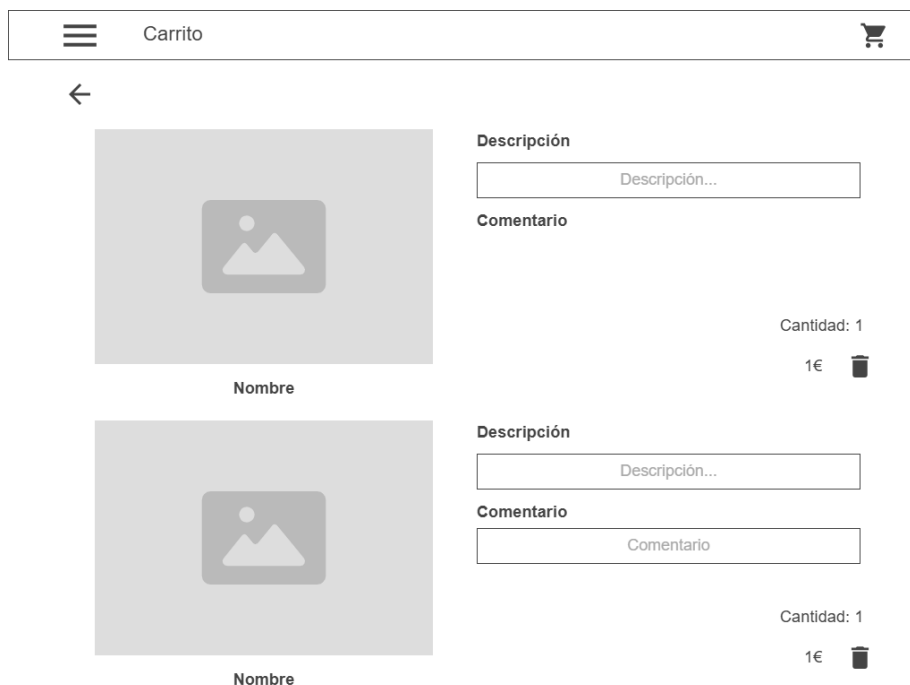 Carrito
Descripción
Descripción...
Comentario
Cantidad: 1
1€
Nombre
Descripción
Descripción...
Comentario
Comentario
Cantidad: 1
1€
Nombre